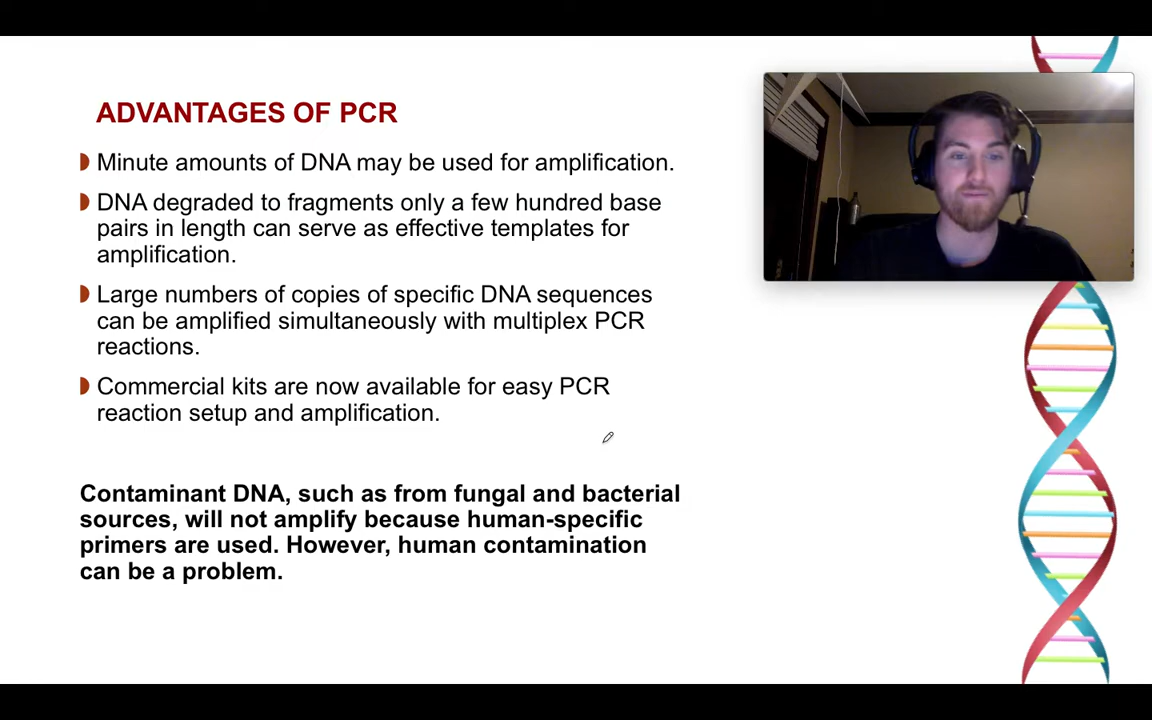 ADVANTAGES OF PCR
Minute amounts of DNA may be used for amplification.
DNA degraded to fragments only a few hundred base
pairs in length can serve as effective templates for
amplification.
Large numbers of copies of specific DNA sequences
can be amplified simultaneously with multiplex PCR
reactions.
Commercial kits are now available for easy PCR
reaction setup and amplification.
Contaminant DNA, such as from fungal and bacterial
sources, will not amplify because human-specific
primers are used. However, human contamination
can be a problem.